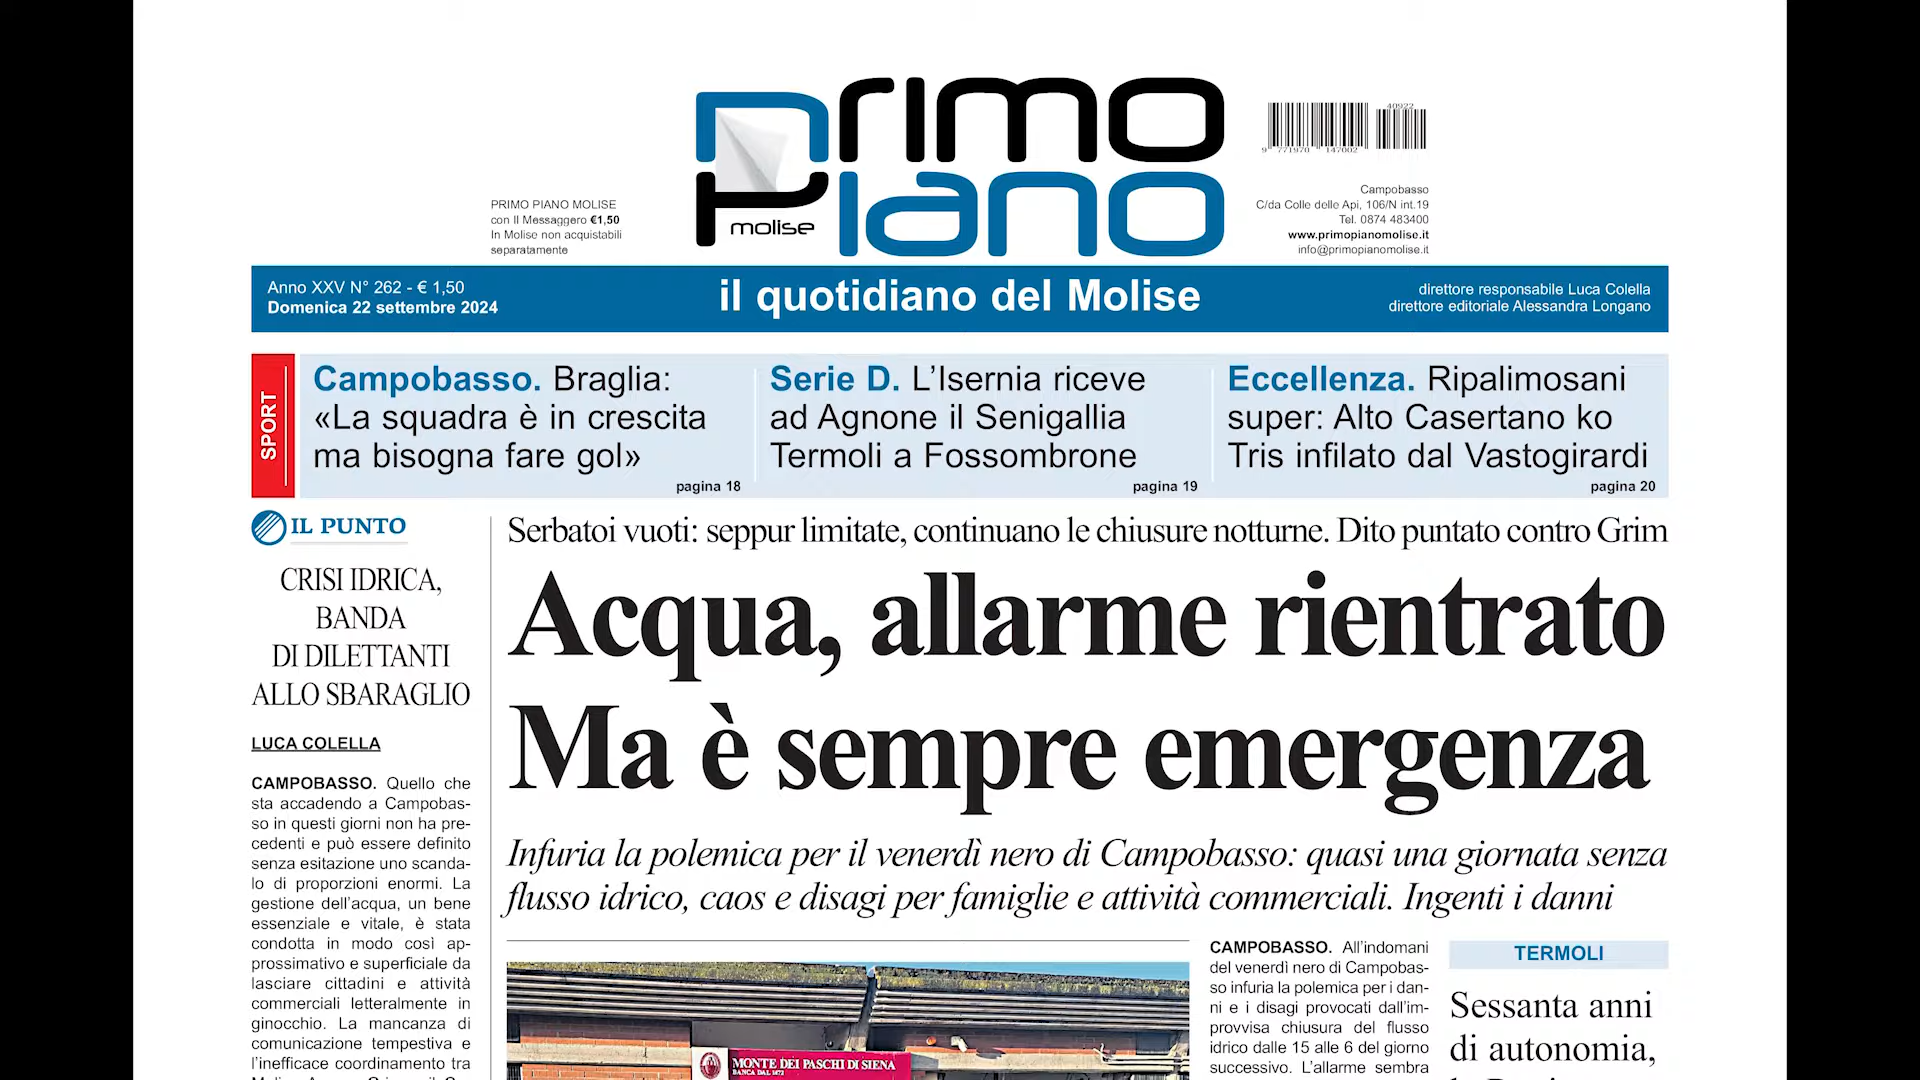 PRIMO
PIANO
molise
40922
9 771970 147002
PRIMO PIANO MOLISE
con Il Messaggero €1,50
In Molise non acquistabili
separatamente
Campobasso
C/da Colle delle Api, 106/N int.19
Tel. 0874 483400
www.primopianomolise.it
info@primopianomolise.it
Anno XXV N° 262 - € 1,50
Domenica 22 settembre 2024
il quotidiano del Molise
direttore responsabile Luca Colella
direttore editoriale Alessandra Longano
SPORT
Campobasso. Braglia:
«La squadra è in crescita
ma bisogna fare gol»
pagina 18
Serie D. L'Isernia riceve
ad Agnone il Senigallia
Termoli a Fossombrone
pagina 19
Eccellenza. Ripalimosani
super: Alto Casertano ko
Tris infilato dal Vastogirardi
pagina 20
IL PUNTO
CRISI IDRICA,
BANDA
DI DILETTANTI
ALLO SBARAGLIO
LUCA COLELLA
CAMPOBASSO. Quello che
sta accadendo a Campobas-
so in questi giorni non ha pre-
cedenti e può essere definito
senza esitazione uno scanda-
lo di proporzioni enormi. La
gestione dell'acqua, un bene
essenziale e vitale, è stata
condotta in modo così ap-
prossimativo e superficiale da
lasciare cittadini e attività
commerciali letteralmente in
ginocchio. La mancanza di
comunicazione tempestiva e
l'inefficace coordinamento tra
Serbatoi vuoti: seppur limitate, continuano le chiusure notturne. Dito puntato contro Grim
Acqua, allarme rientrato
Ma è sempre emergenza
Infuria la polemica per il venerdì nero di Campobasso: quasi una giornata senza
flusso idrico, caos e disagi per famiglie e attività commerciali. Ingenti i danni
MONTE DEI PASCHI DI SIENA
BANCA DAL 1472
CAMPOBASSO. All'indomani
del venerdì nero di Campobas-
so infuria la polemica per i dan-
ni e i disagi provocati dall'im-
provvisa chiusura del flusso
idrico dalle 15 alle 6 del giorno
successivo. L'allarme sembra
TERMOLI
Sessanta anni
di autonomia,